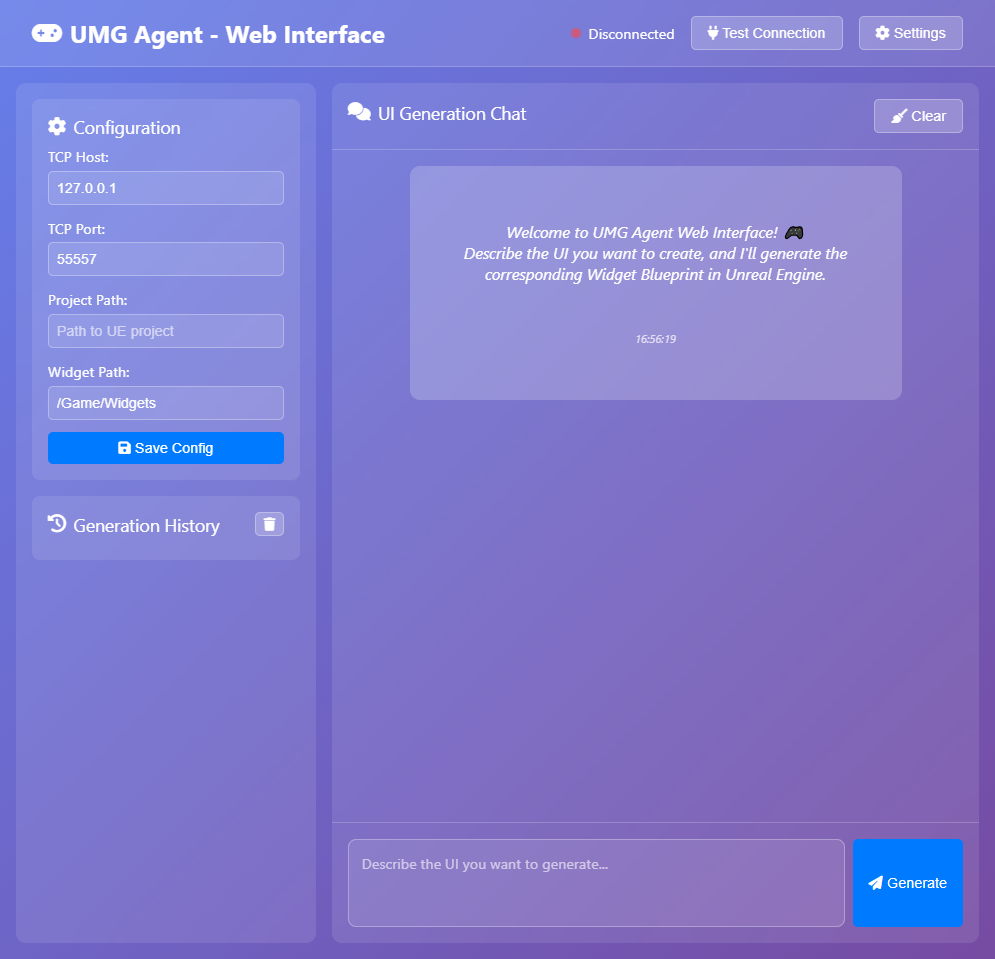 UMG Agent - Web Interface
Disconnected
Test Connection
Settings
Configuration
TCP Host:
127.0.0.1
TCP Port:
55557
Project Path:
Path to UE project
Widget Path:
/Game/Widgets
Save Config
Generation History
UI Generation Chat
Clear
Welcome to UMG Agent Web Interface! 🎮
Describe the UI you want to create, and I'll generate the
corresponding Widget Blueprint in Unreal Engine.
16:56:19
Describe the UI you want to generate...
Generate